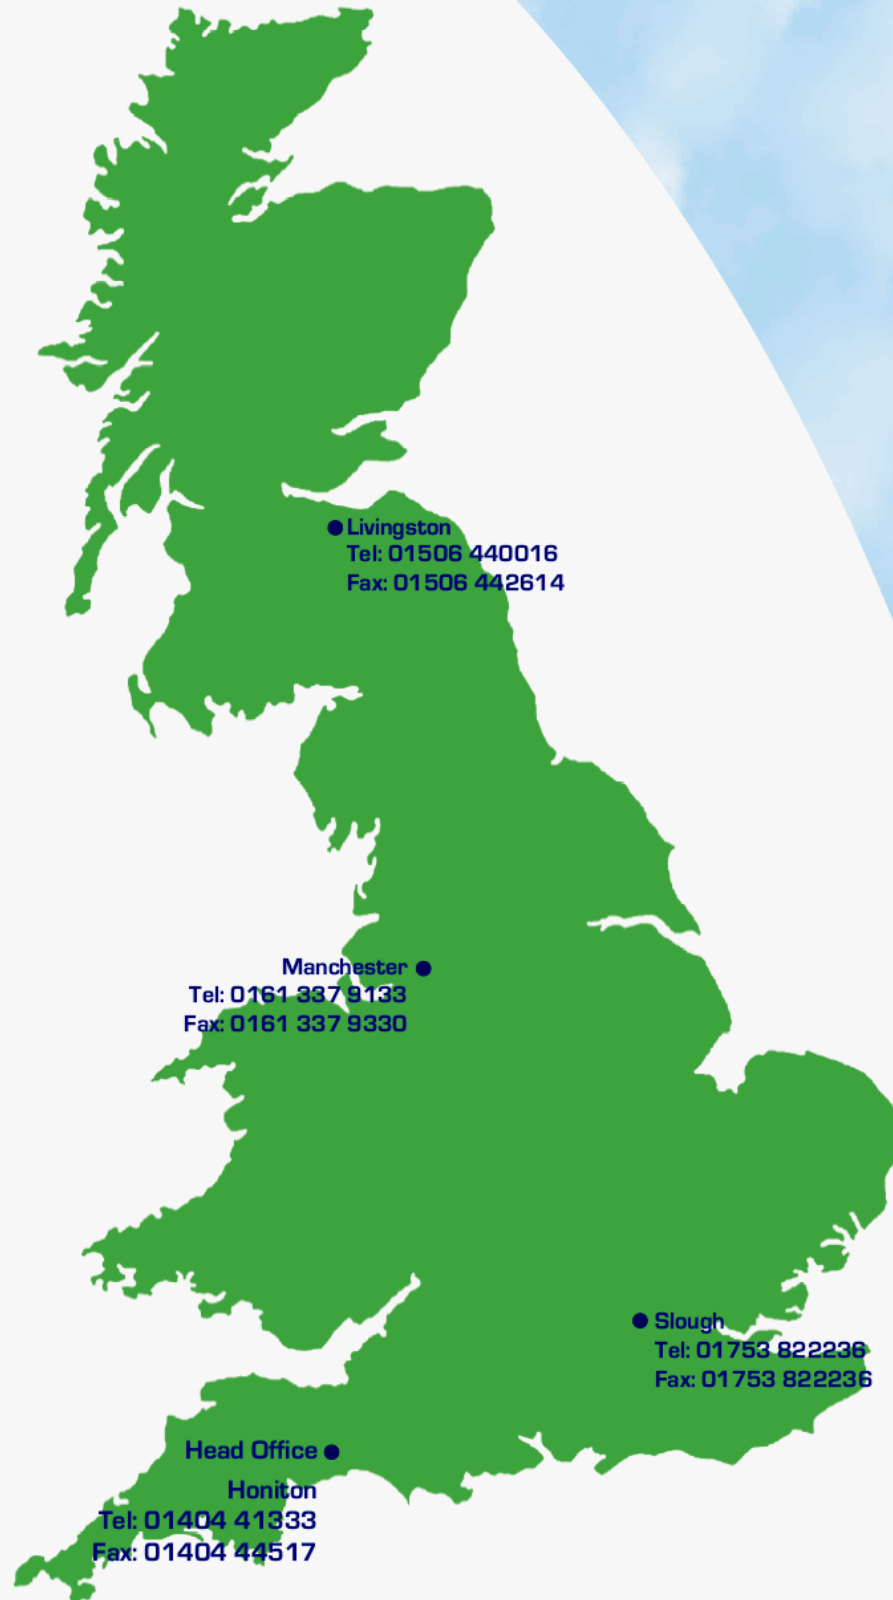 Livingston
Tel: 01506 440016
Fax: 01506 442614
Manchester
Tel: 0161 337 9133
Fax: 0161 337 9330
Slough
Tel: 01753 822236
Fax: 01753 822236
Head Office
Honiton
Tel: 01404 41333
Fax: 01404 44517